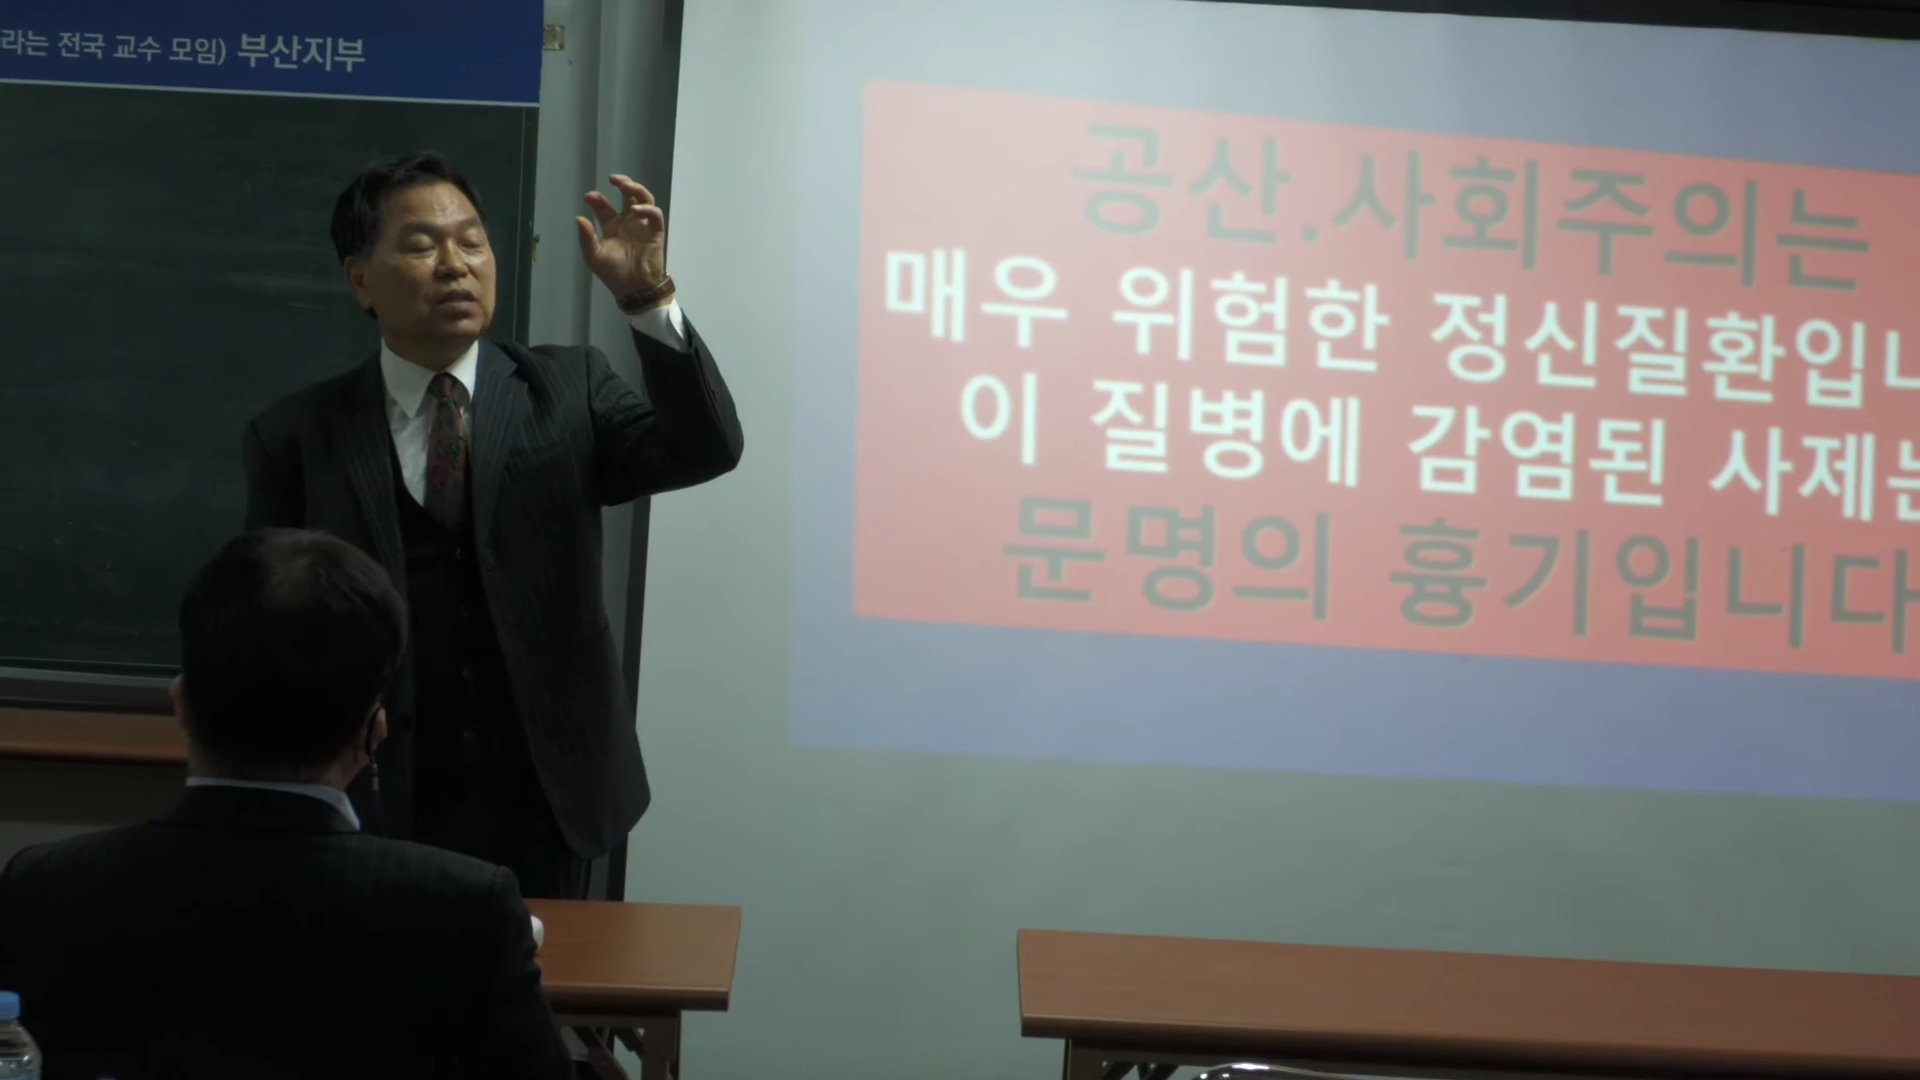 라는 전국 교수 모임) 부산지부
공산.사회주의는
매우 위험한 정신질환입니
이 질병에 감염된 사제는
문명의 흉기입니다